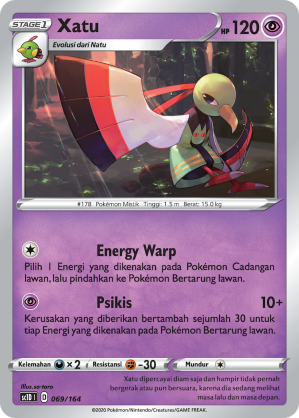 STAGE 1 Xatu HP 120
Evolusi dari Natu
#178 Pokémon Mistik Tinggi: 1.5 m Berat: 15.0 kg
Energy Warp
Pilih 1 Energi yang dikenakan pada Pokémon Cadangan
lawan, lalu pindahkan ke Pokémon Bertarung lawan.
Psikis 10+
Kerusakan yang diberikan bertambah sejumlah 30 untuk
tiap Energi yang dikenakan pada Pokémon Bertarung lawan.
Kelemahan ×2 Resistansi -30 Mundur
Illus. sa-toro
sc1D I D 069/164
Xatu dipercayai diam saja dan hampir tidak pernah
bergerak atau pun bersuara, karena dia sedang melihat
masa lalu dan masa depan.
©2020 Pokémon/Nintendo/Creatures/GAME FREAK.